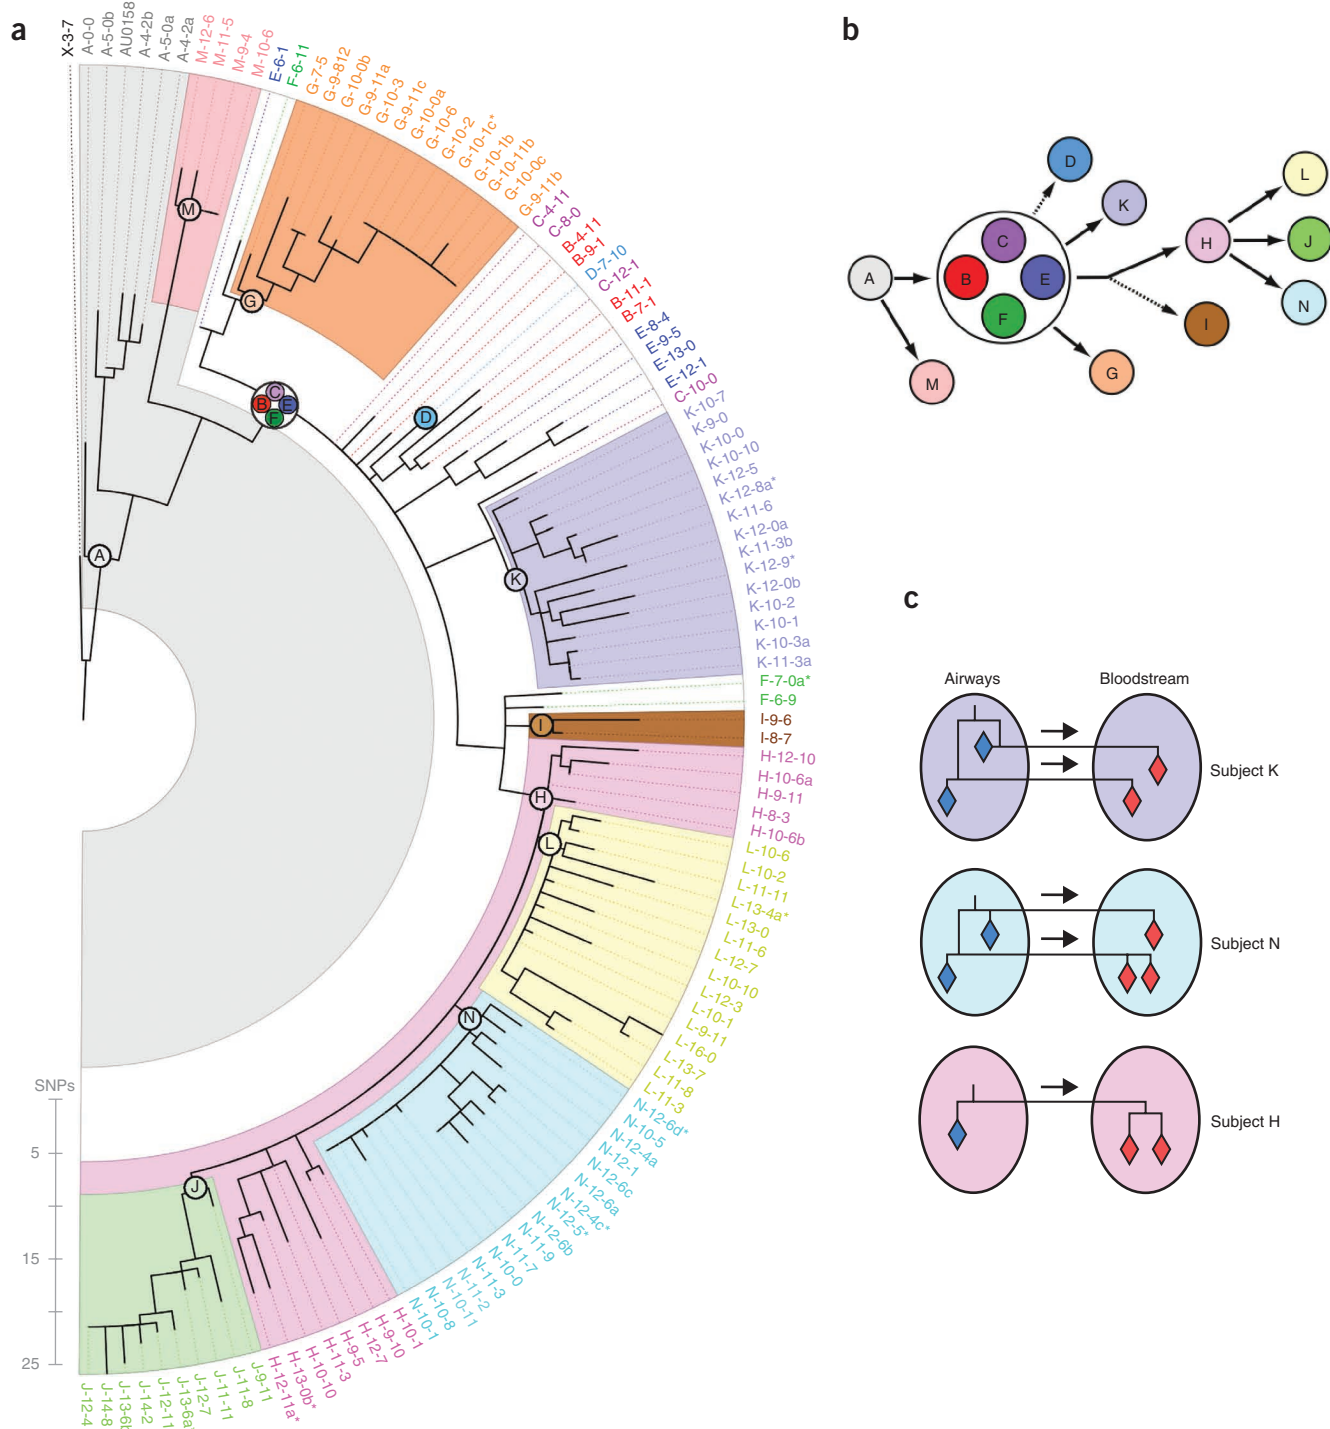 a
X-3-7
A-0-0
A-5-0b
AU0158
A-4-2b
A-5-0a
A-4-2a
M-12-6
M-11-5
M-9-4
M-10-6
E-6-1
F-6-11
G-7-5
G-9-812
G-10-0b
G-9-11a
G-10-3
G-9-11c
G-10-0a
G-10-6
G-10-2
G-10-1c*
G-10-1b
G-10-11b
G-10-0c
G-9-11b
C-4-11
C-8-0
B-4-11
B-9-1
D-7-10
C-12-1
B-11-1
B-7-1
E-8-4
E-9-5
E-13-0
E-12-1
C-10-0
K-10-7
K-9-0
K-10-0
K-10-10
K-12-5
K-12-8a*
K-11-6
K-12-0a
K-11-3b
K-12-9*
K-12-0b
K-10-2
K-10-1
K-10-3a
K-11-3a
F-7-0a*
F-6-9
I-9-6
I-8-7
H-12-10
H-10-6a
H-9-11
H-8-3
H-10-6b
L-10-6
L-10-2
L-11-11
L-13-4a*
L-13-0
L-11-6
L-12-7
L-10-10
L-12-3
L-10-1
L-9-11
L-16-0
L-13-7
L-11-8
L-11-3
N-12-6d*
N-10-5
N-12-4a
N-12-1
N-12-6c
N-12-6a
N-12-4c*
N-12-5*
N-12-6b
N-11-9
N-11-7
N-10-0
N-11-3
N-11-2
N-10-11
N-10-8
N-10-1
H-10-1
H-9-10
H-12-7
H-9-5
H-11-3
H-10-10
H-13-0b*
H-12-11a*
J-9-11
J-11-8
J-11-11
J-12-7
J-13-6a
J-12-11
J-14-2
J-13-6b
J-14-8
J-12-4
M
G
C
B
E
F
D
A
K
I
H
L
N
J
SNPs
5
15
25
b
D
K
L
C
H
J
A
B
E
N
F
I
G
M
c
Airways
Bloodstream
Subject K
Subject N
Subject H